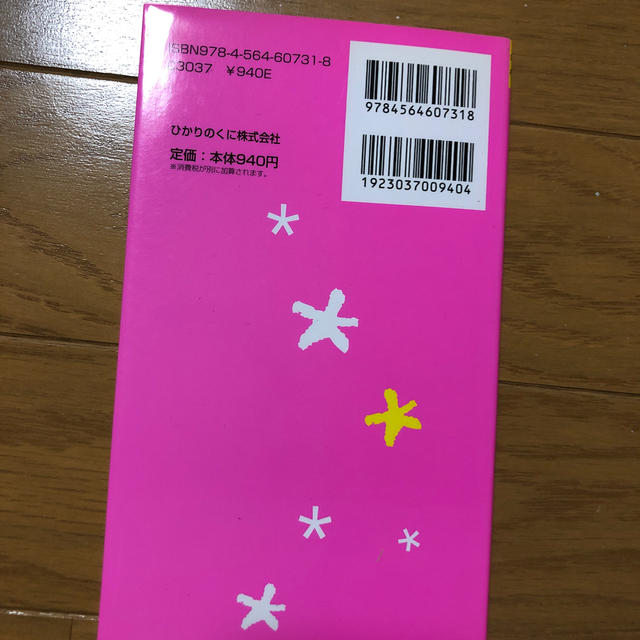 ISBN978-4-564-60731-8
C3037 ¥940E
9784564607318
ひかりのくに株式会社
定価：本体940円
※消費税が別に加算されます。
1923037009404